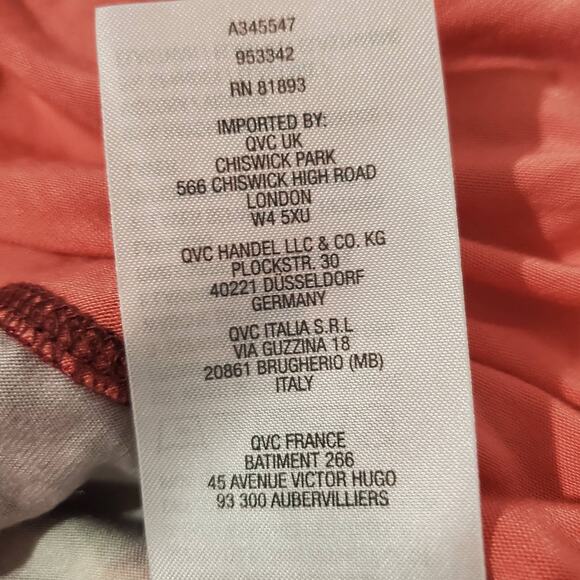 A345547
953342
RN 81893
IMPORTED BY:
QVC UK
CHISWICK PARK
566 CHISWICK HIGH ROAD
LONDON
W4 5XU
QVC HANDEL LLC & CO. KG
PLOCKSTR. 30
40221 DÜSSELDORF
GERMANY
QVC ITALIA S.R.L
VIA GUZZINA 18
20861 BRUGHERIO (MB)
ITALY
QVC FRANCE
BATIMENT 266
45 AVENUE VICTOR HUGO
93 300 AUBERVILLIERS